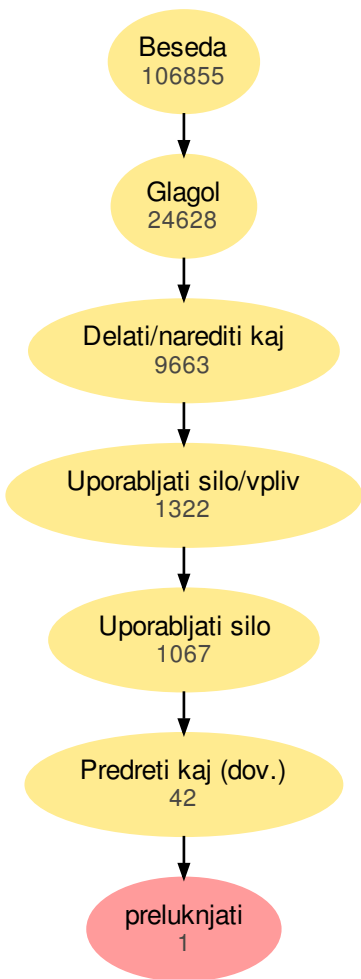 Beseda
106855
Glagol
24628
Delati/narediti kaj
9663
Uporabljati silo/vpliv
1322
Uporabljati silo
1067
Predreti kaj (dov.)
42
preluknjati
1